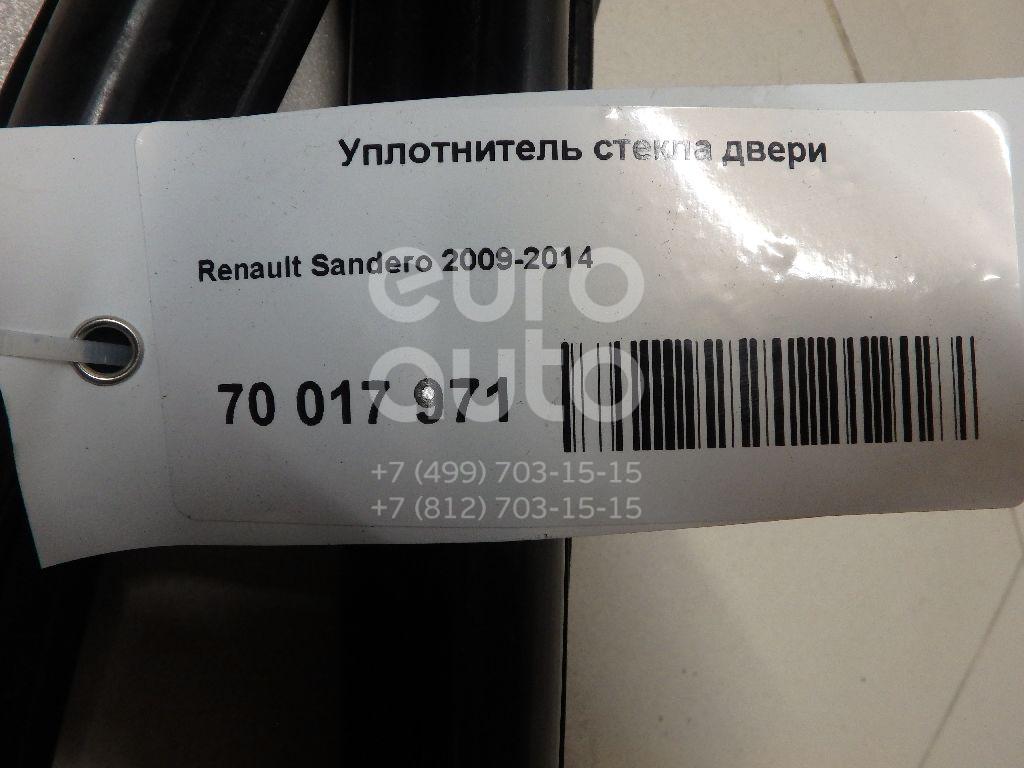 Уплотнитель стекла двери
Renault Sandero 2009-2014
euro
auto
70 017 971
+7 (499) 703-15-15
+7 (812) 703-15-15